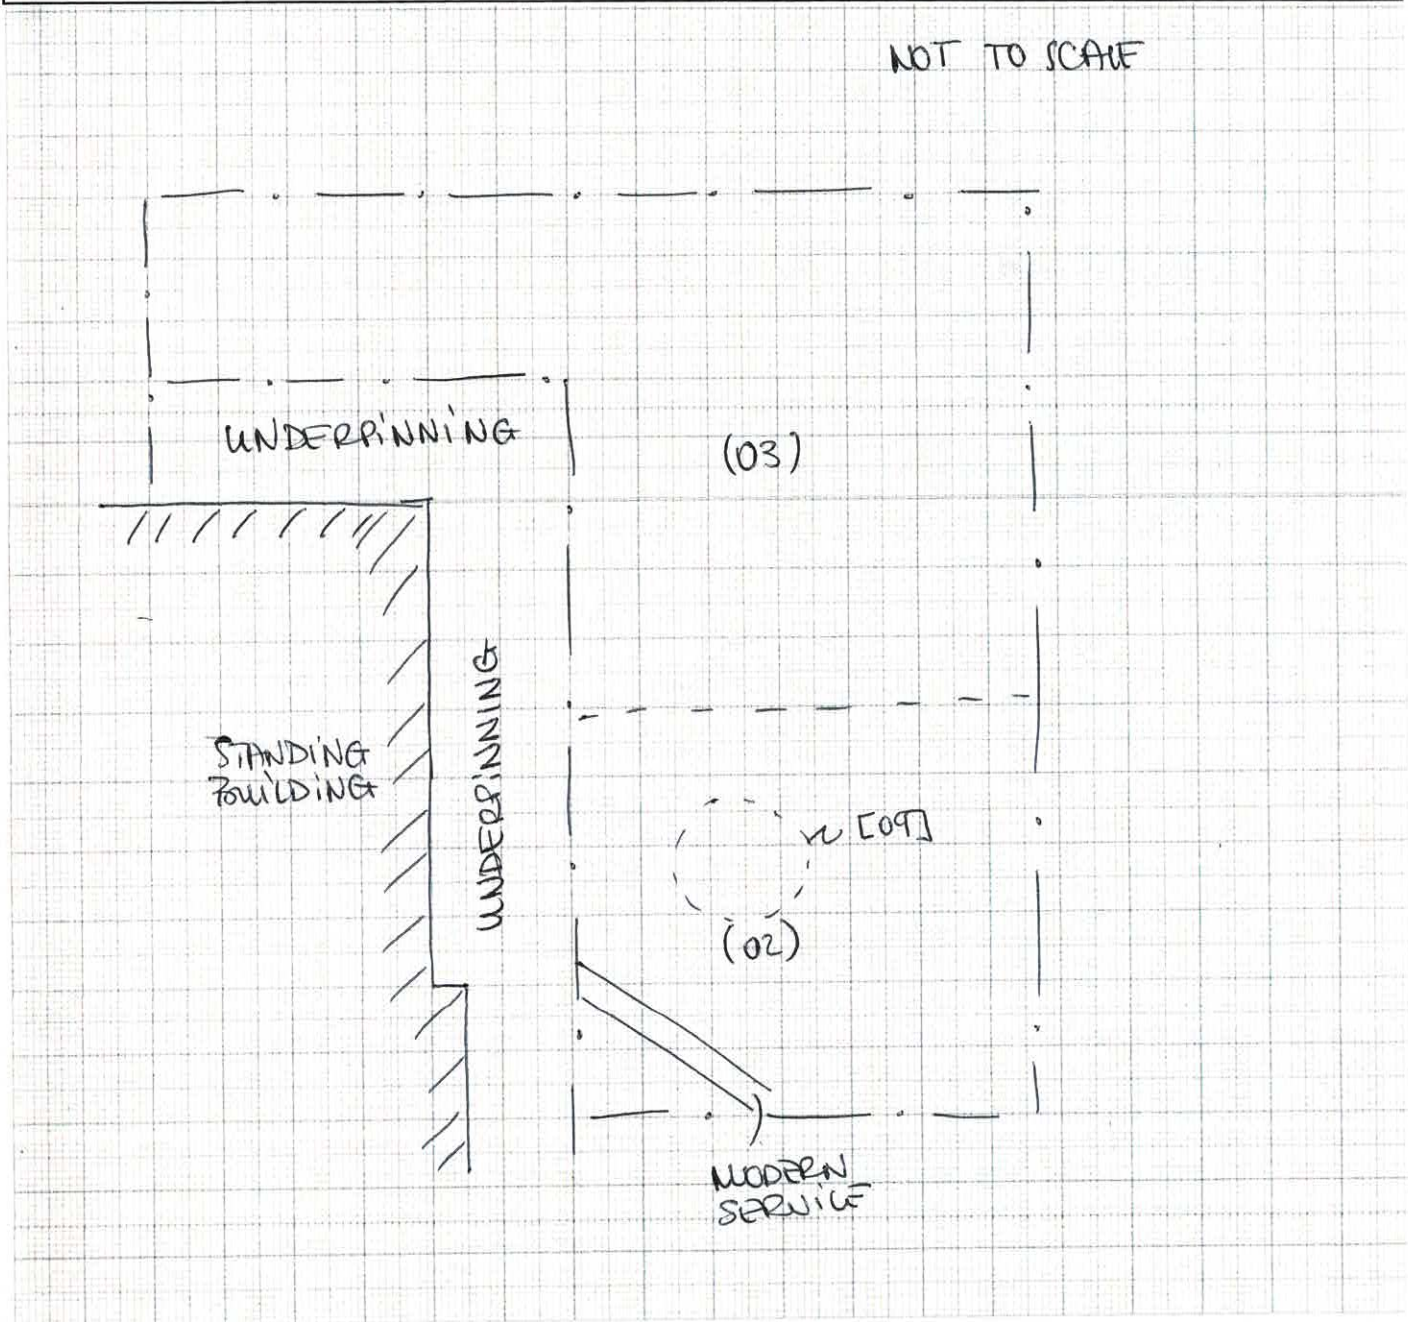 NOT TO SCALE
UNDERPINNING
(03)
UNDERPINNING
STANDING
BUILDING
[09]
(02)
MODERN
SERVICE